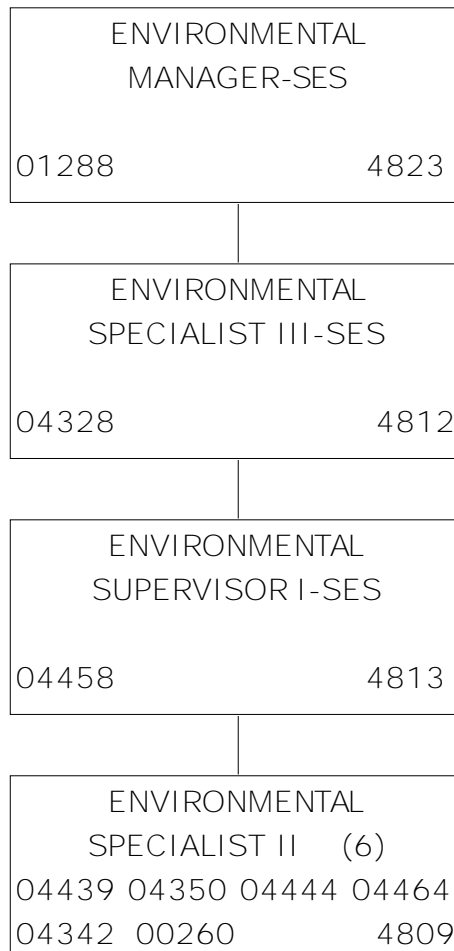 ENVIRONMENTAL
MANAGER-SES
01288 4823
ENVIRONMENTAL
SPECIALIST III-SES
04328 4812
ENVIRONMENTAL
SUPERVISOR I-SES
04458 4813
ENVIRONMENTAL
SPECIALIST II (6)
04439 04350 04444 04464
04342 00260 4809